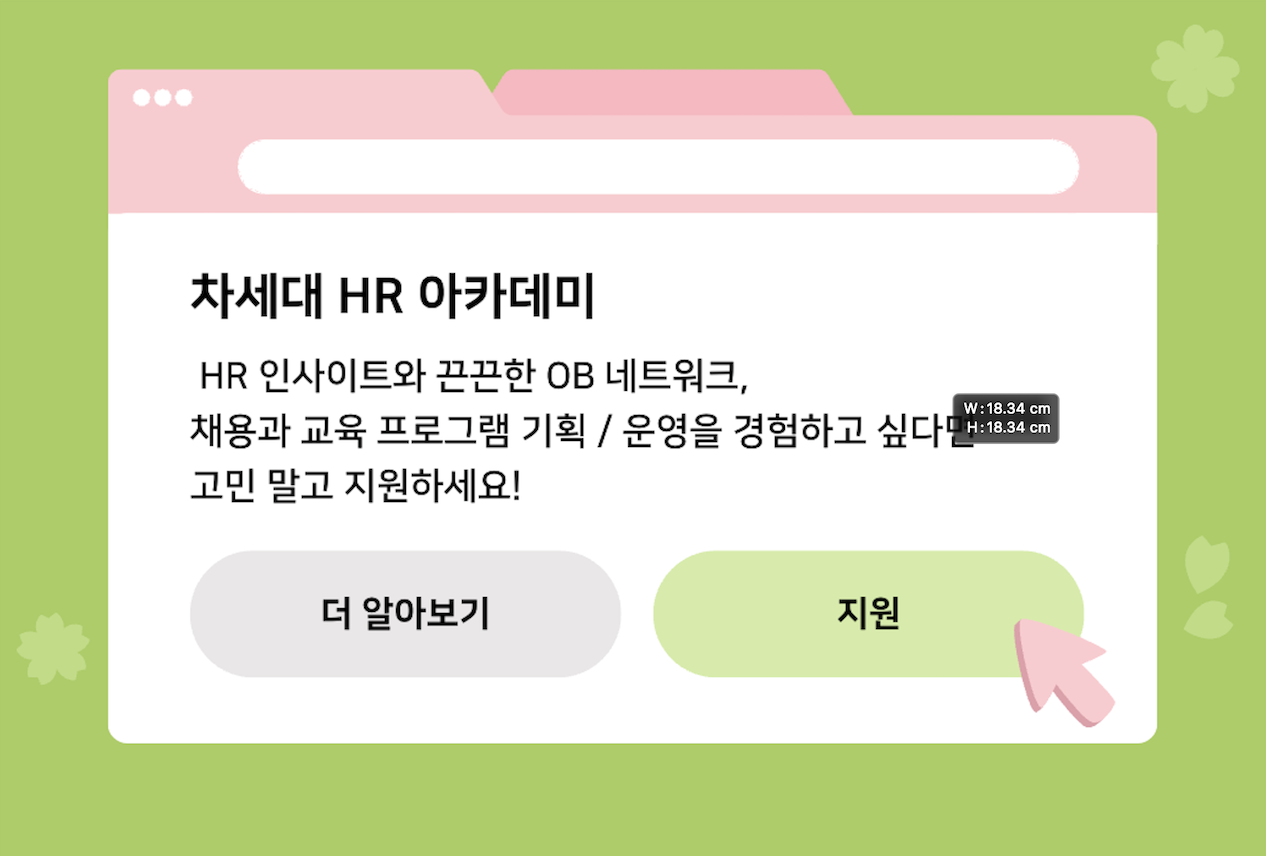 차세대 HR 아카데미
HR 인사이트와 끈끈한 OB 네트워크,
채용과 교육 프로그램 기획 / 운영을 경험하고 싶다면
W : 18.34 cm
H : 18.34 cm
고민 말고 지원하세요!
더 알아보기
지원